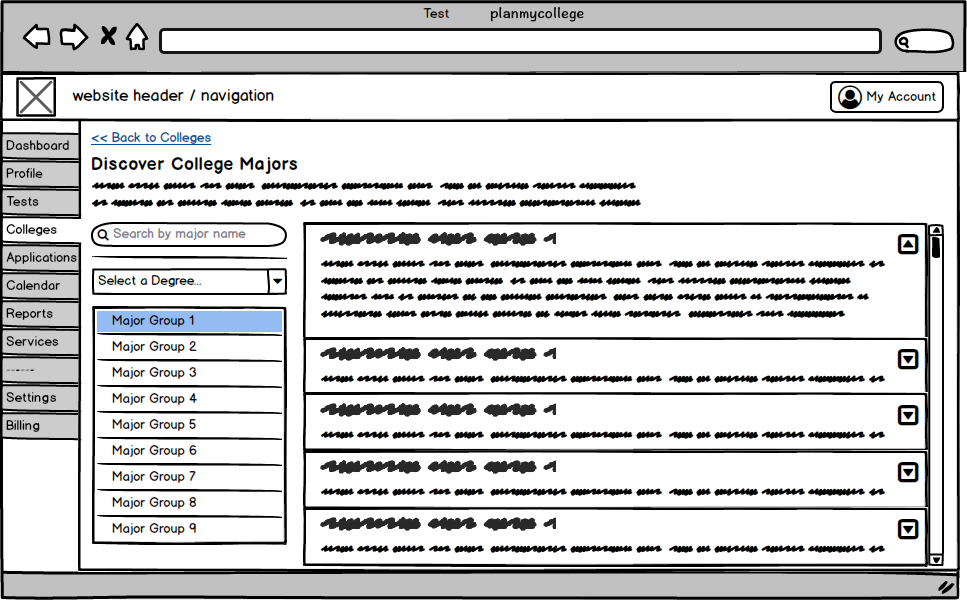 Test planmycollege
website header / navigation
My Account
Dashboard
Profile
Tests
Colleges
Applications
Calendar
Reports
Services
Settings
Billing
<< Back to Colleges
Discover College Majors
Search by major name
Select a Degree...
Major Group 1
Major Group 2
Major Group 3
Major Group 4
Major Group 5
Major Group 6
Major Group 7
Major Group 8
Major Group 9